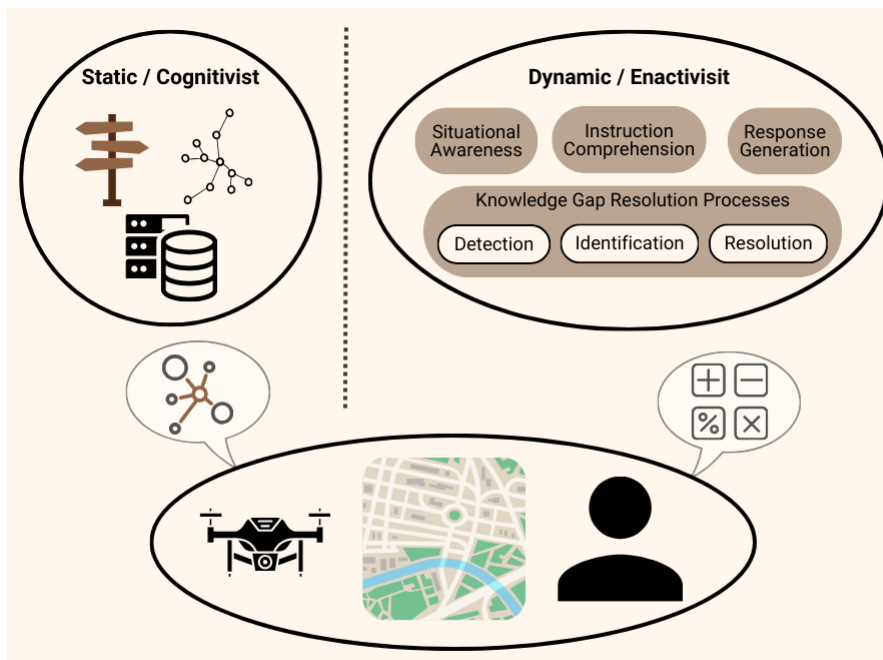 Static / Cognitivist
Dynamic / Enactivisit
Situational
Awareness
Instruction
Comprehension
Response
Generation
Knowledge Gap Resolution Processes
Detection
Identification
Resolution